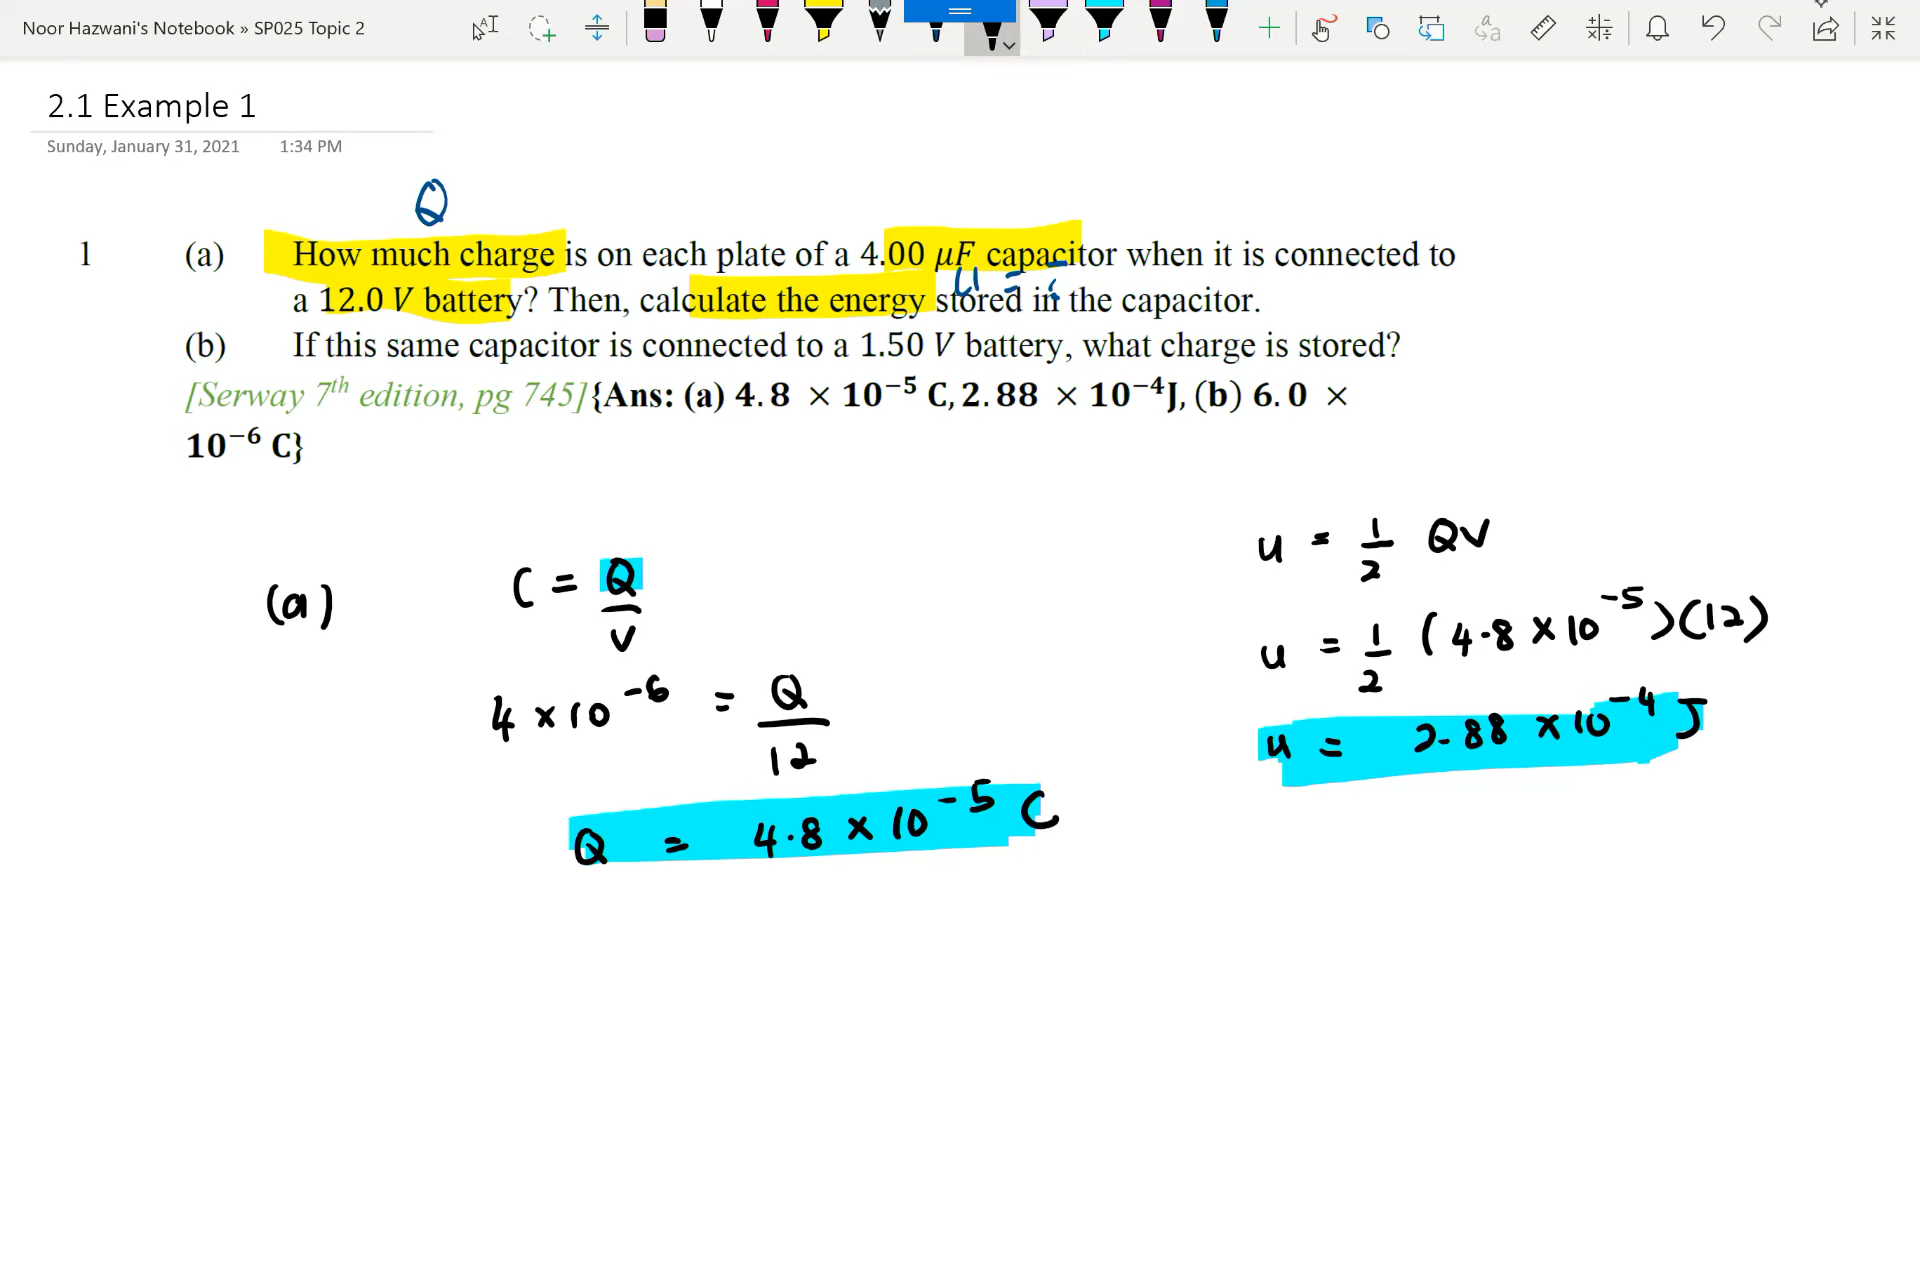 Noor Hazwani's Notebook » SP025 Topic 2
2.1 Example 1
Sunday, January 31, 2021 1:34 PM
Q
1 (a) How much charge is on each plate of a 4.00 μF capacitor when it is connected to
a 12.0 V battery? Then, calculate the energy stored in the capacitor.
(b) If this same capacitor is connected to a 1.50 V battery, what charge is stored?
[Serway 7th edition, pg 745]{Ans: (a) 4.8 × 10⁻⁵ C, 2.88 × 10⁻⁴J, (b) 6.0 ×
10⁻⁶ C}
(a) C = Q/V
4 × 10⁻⁶ = Q/12
Q = 4.8 × 10⁻⁵ C
u = 1/2 QV
u = 1/2 (4.8 × 10⁻⁵)(12)
u = 2.88 × 10⁻⁴ J